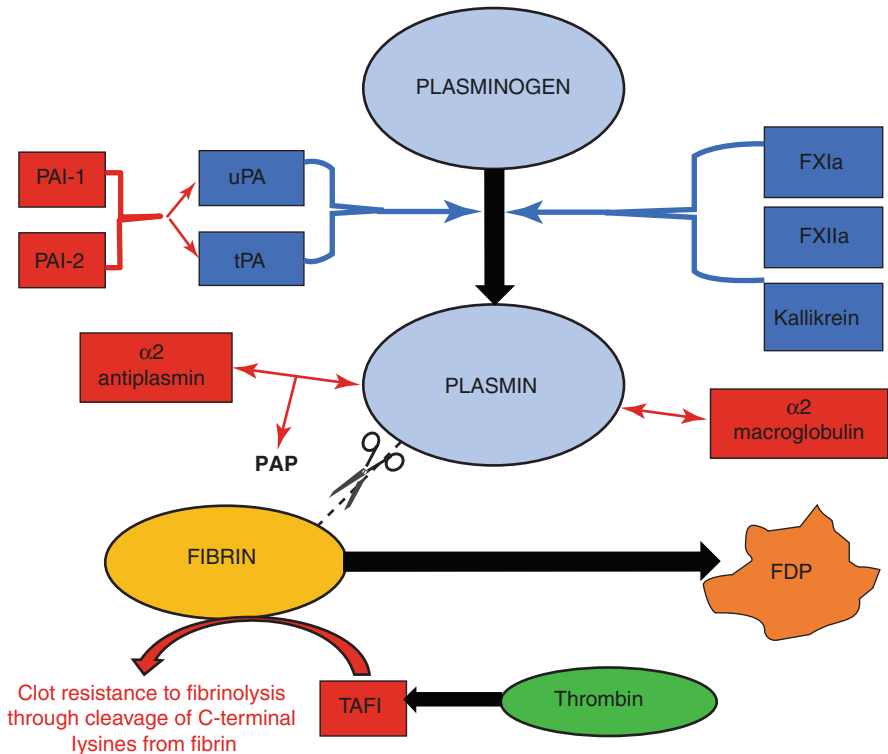 PLASMINOGEN
PAI-1
uPA
FXIa
PAI-2
tPA
FXIIa
Kallikrein
α2
antiplasmin
PLASMIN
α2
macroglobulin
PAP
FIBRIN
FDP
Clot resistance to fibrinolysis
through cleavage of C-terminal
lysines from fibrin
TAFI
Thrombin